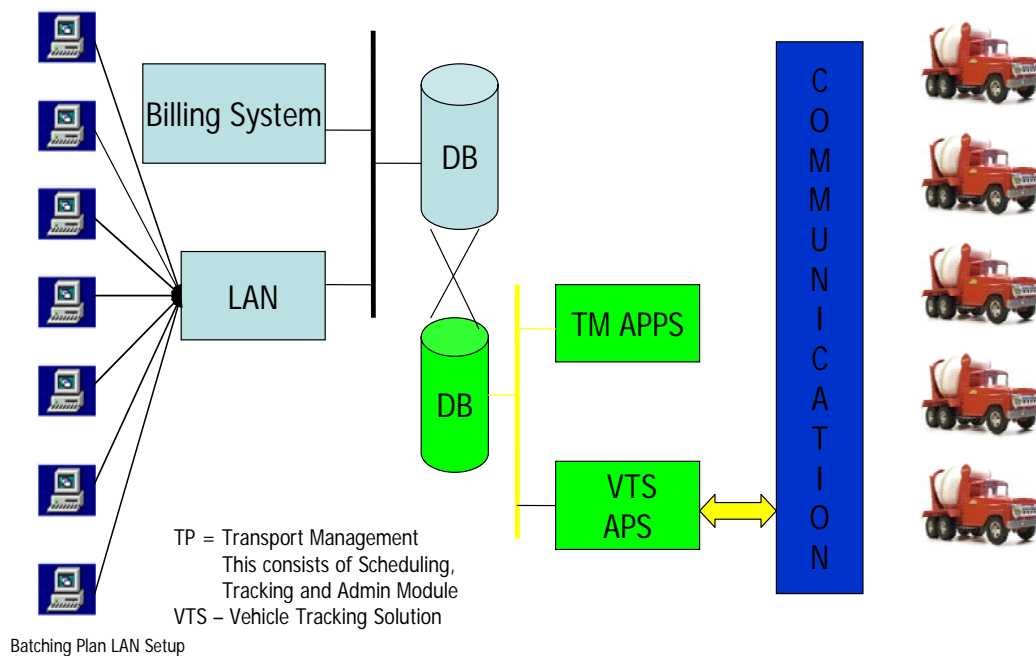 Billing System
DB
LAN
DB
TM APPS
VTS
APS
COMMUNICATION
TP = Transport Management
This consists of Scheduling,
Tracking and Admin Module
VTS – Vehicle Tracking Solution
Batching Plan LAN Setup